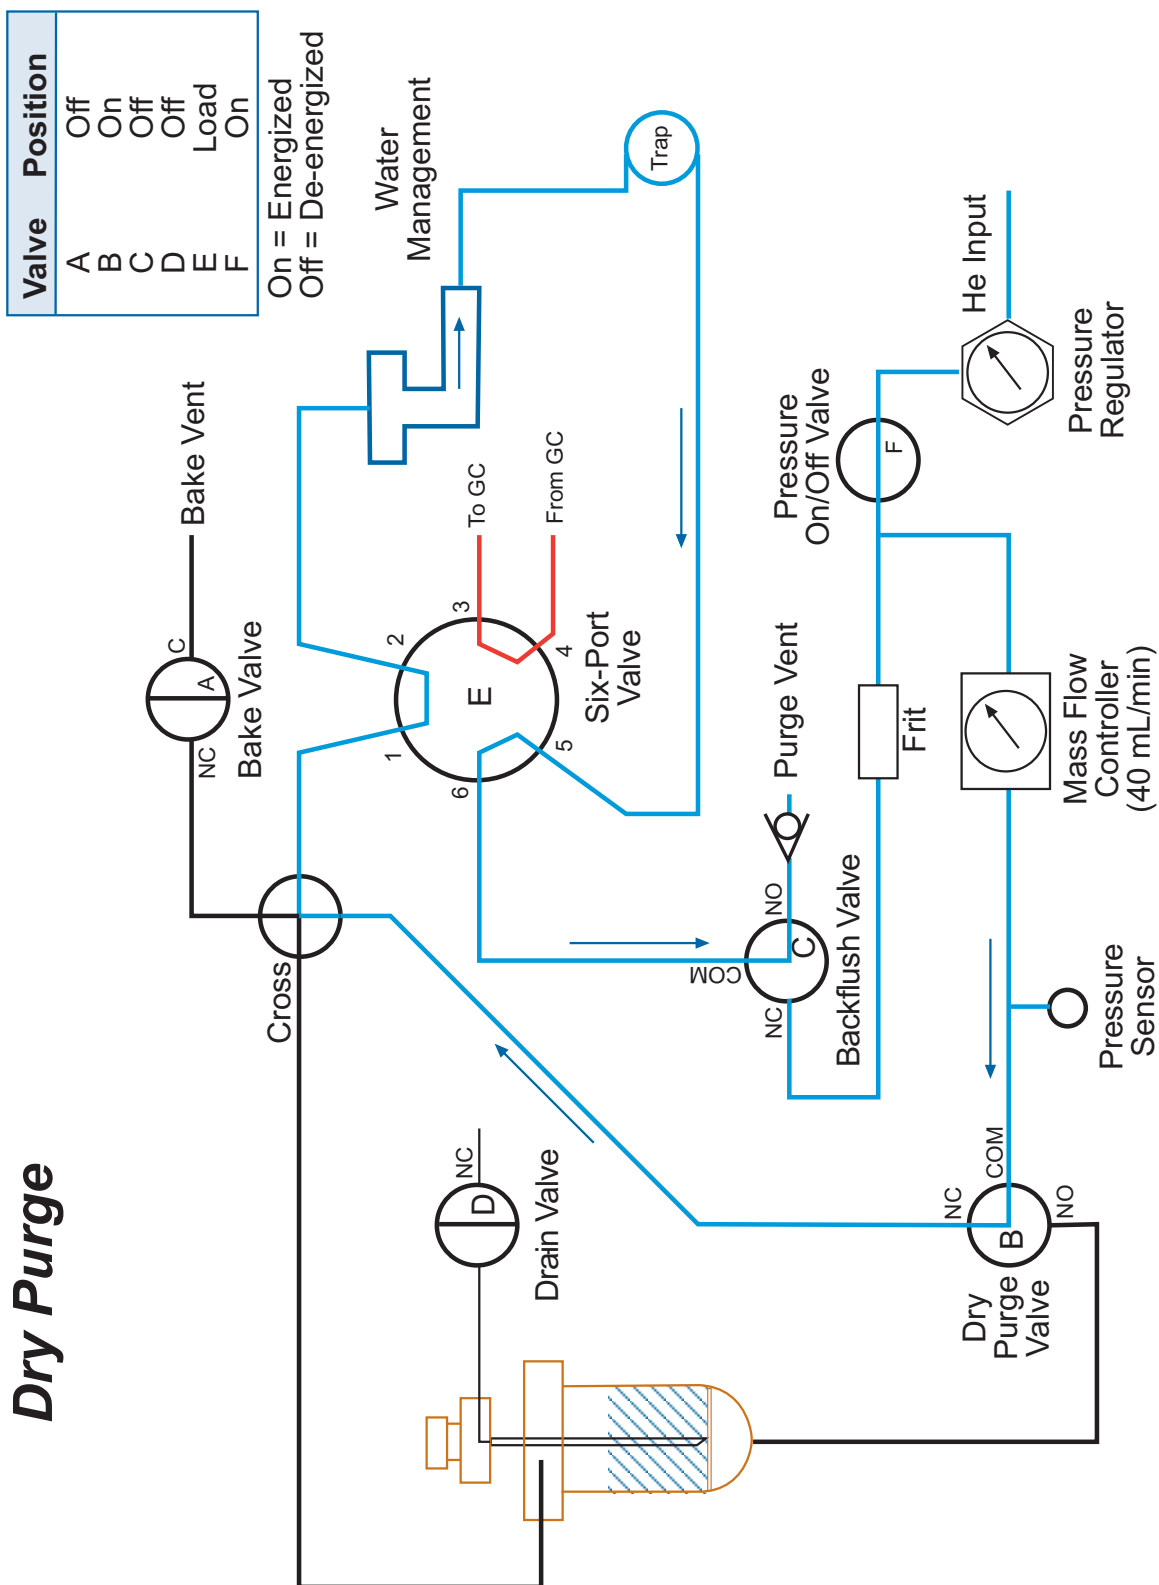 Dry Purge
Valve Position
A Off
B On
C Off
D Off
E Load
F On
On = Energized
Off = De-energized
Bake Vent
C
A
NC
Bake Valve
Cross
Water
Management
Trap
To GC
From GC
1
2
3
4
5
6
E
Six-Port
Valve
NC
D
Drain Valve
Purge Vent
NO
C
COM
NC
Backflush Valve
Pressure
On/Off Valve
F
He Input
Pressure
Regulator
Frit
Mass Flow
Controller
(40 mL/min)
Pressure
Sensor
NC
COM
B
NO
Dry
Purge
Valve